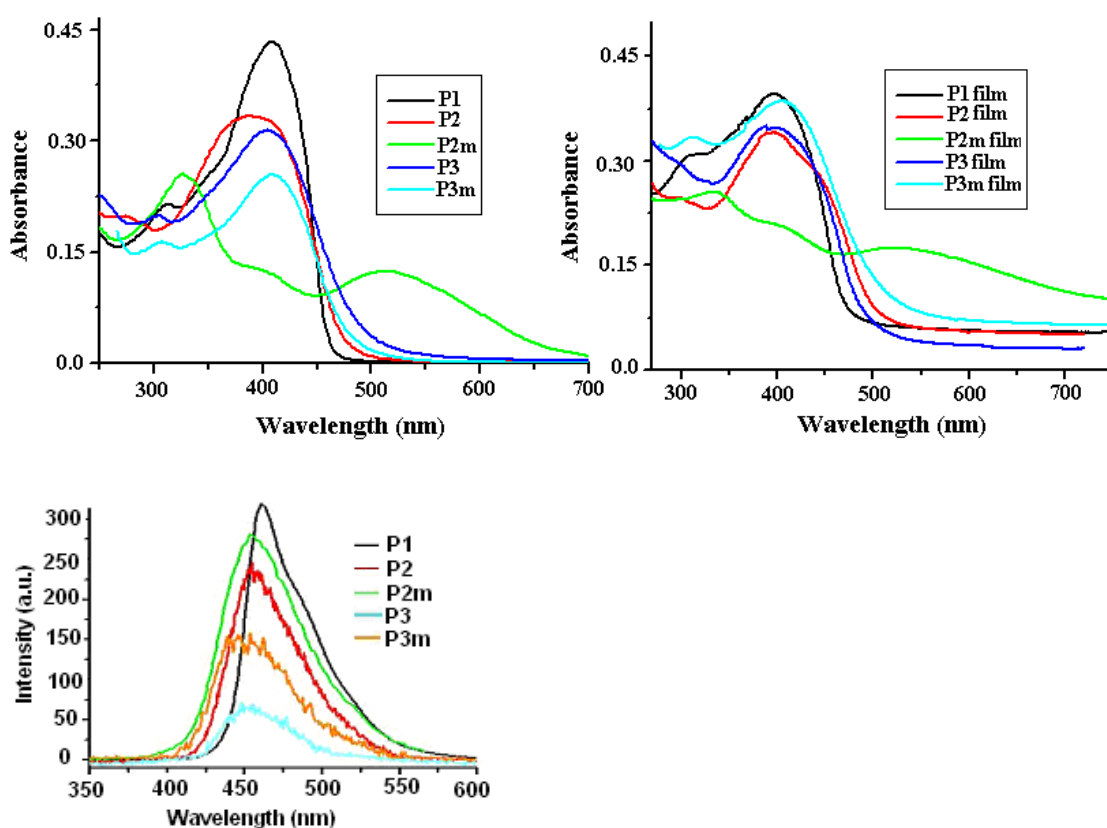 0.45
0.30
0.15
0.0
Absorbance
300 400 500 600 700
Wavelength (nm)
P1
P2
P2m
P3
P3m
0.45
0.30
0.15
0.0
Absorbance
300 400 500 600 700
Wavelength (nm)
P1 film
P2 film
P2m film
P3 film
P3m film
300
250
200
150
100
50
0
Intensity (a.u.)
350 400 450 500 550 600
Wavelength (nm)
P1
P2
P2m
P3
P3m